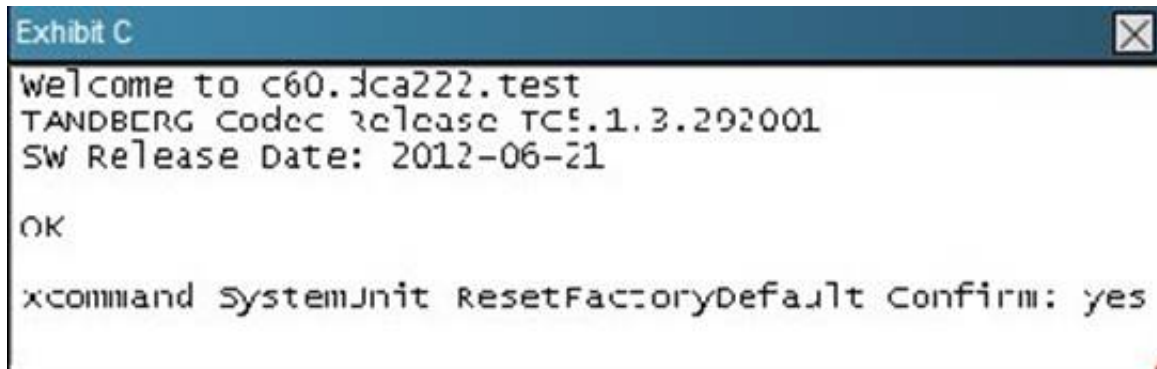 Exhibit C
Welcome to c60.dca222.test
TANDBERG Codec Release TC5.1.3.292001
SW Release Date: 2012-06-21
OK
xcommand SystemUnit ResetFactoryDefault Confirm: yes